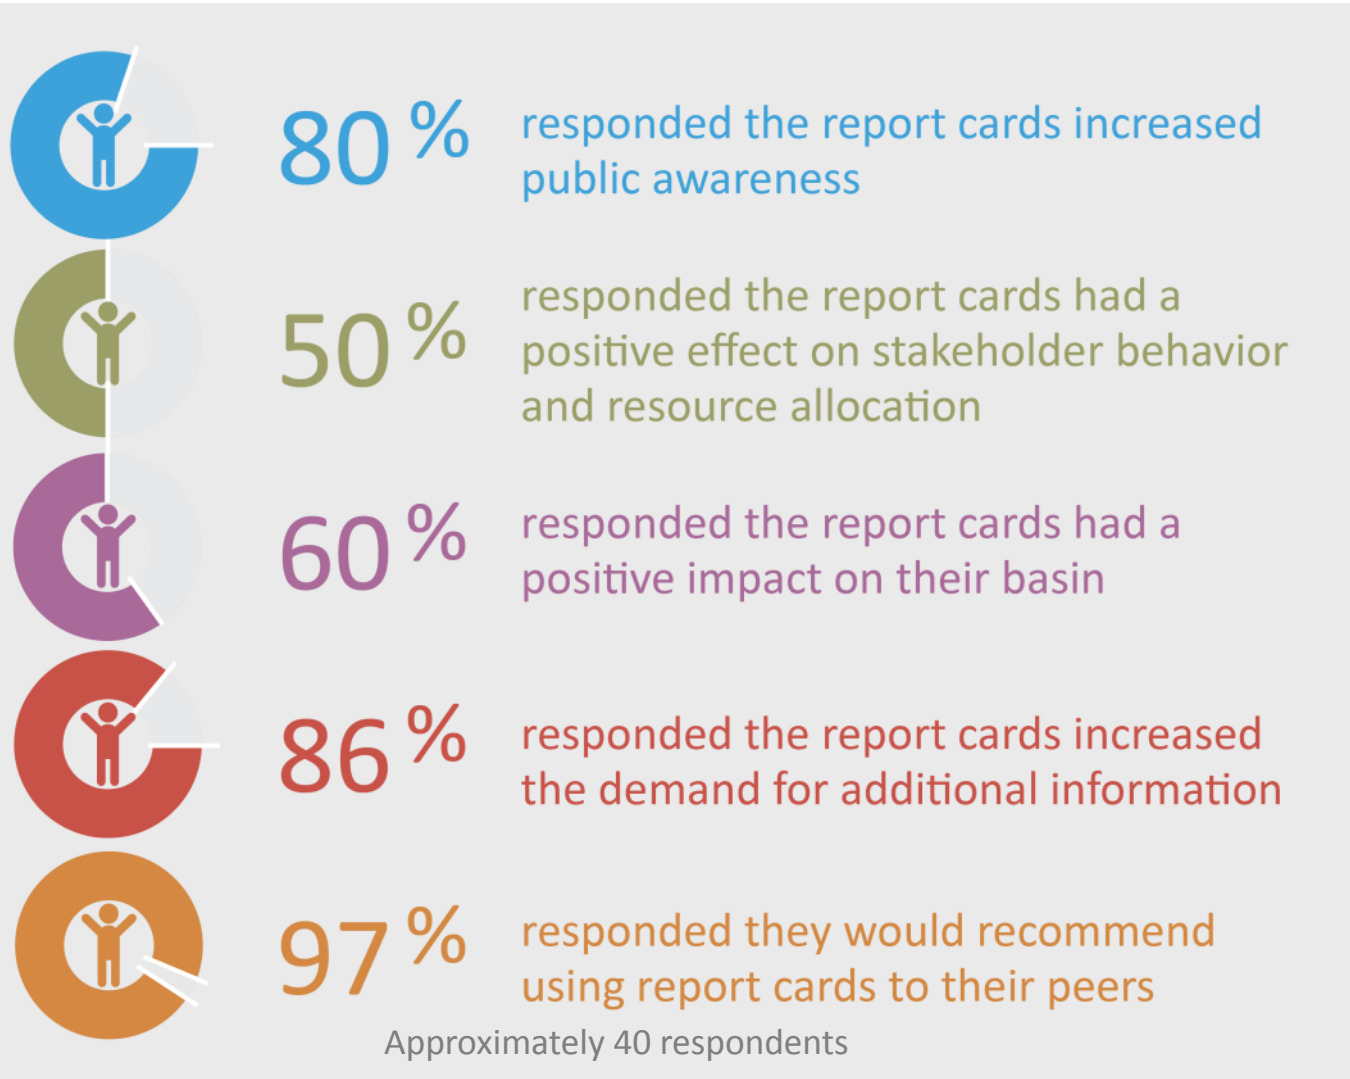 80% responded the report cards increased
public awareness
50% responded the report cards had a
positive effect on stakeholder behavior
and resource allocation
60% responded the report cards had a
positive impact on their basin
86% responded the report cards increased
the demand for additional information
97% responded they would recommend
using report cards to their peers
Approximately 40 respondents